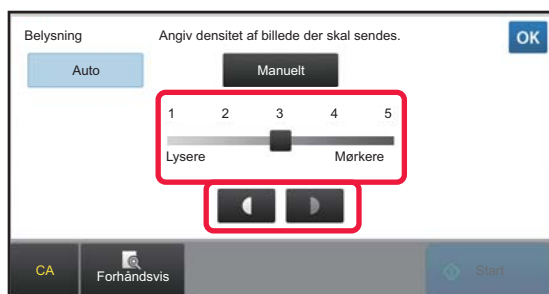 Belysning
Angiv densitet af billede der skal sendes.
OK
Auto
Manuelt
1 2 3 4 5
Lysere
Mørkere
CA
Forhåndsvis
Start